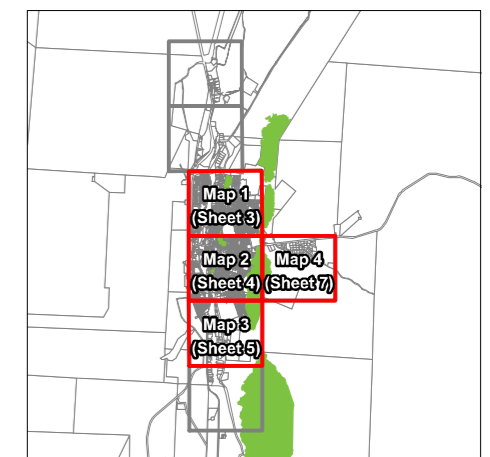 Map 1
(Sheet 3)
Map 2
(Sheet 4)
Map 4
(Sheet 7)
Map 3
(Sheet 5)